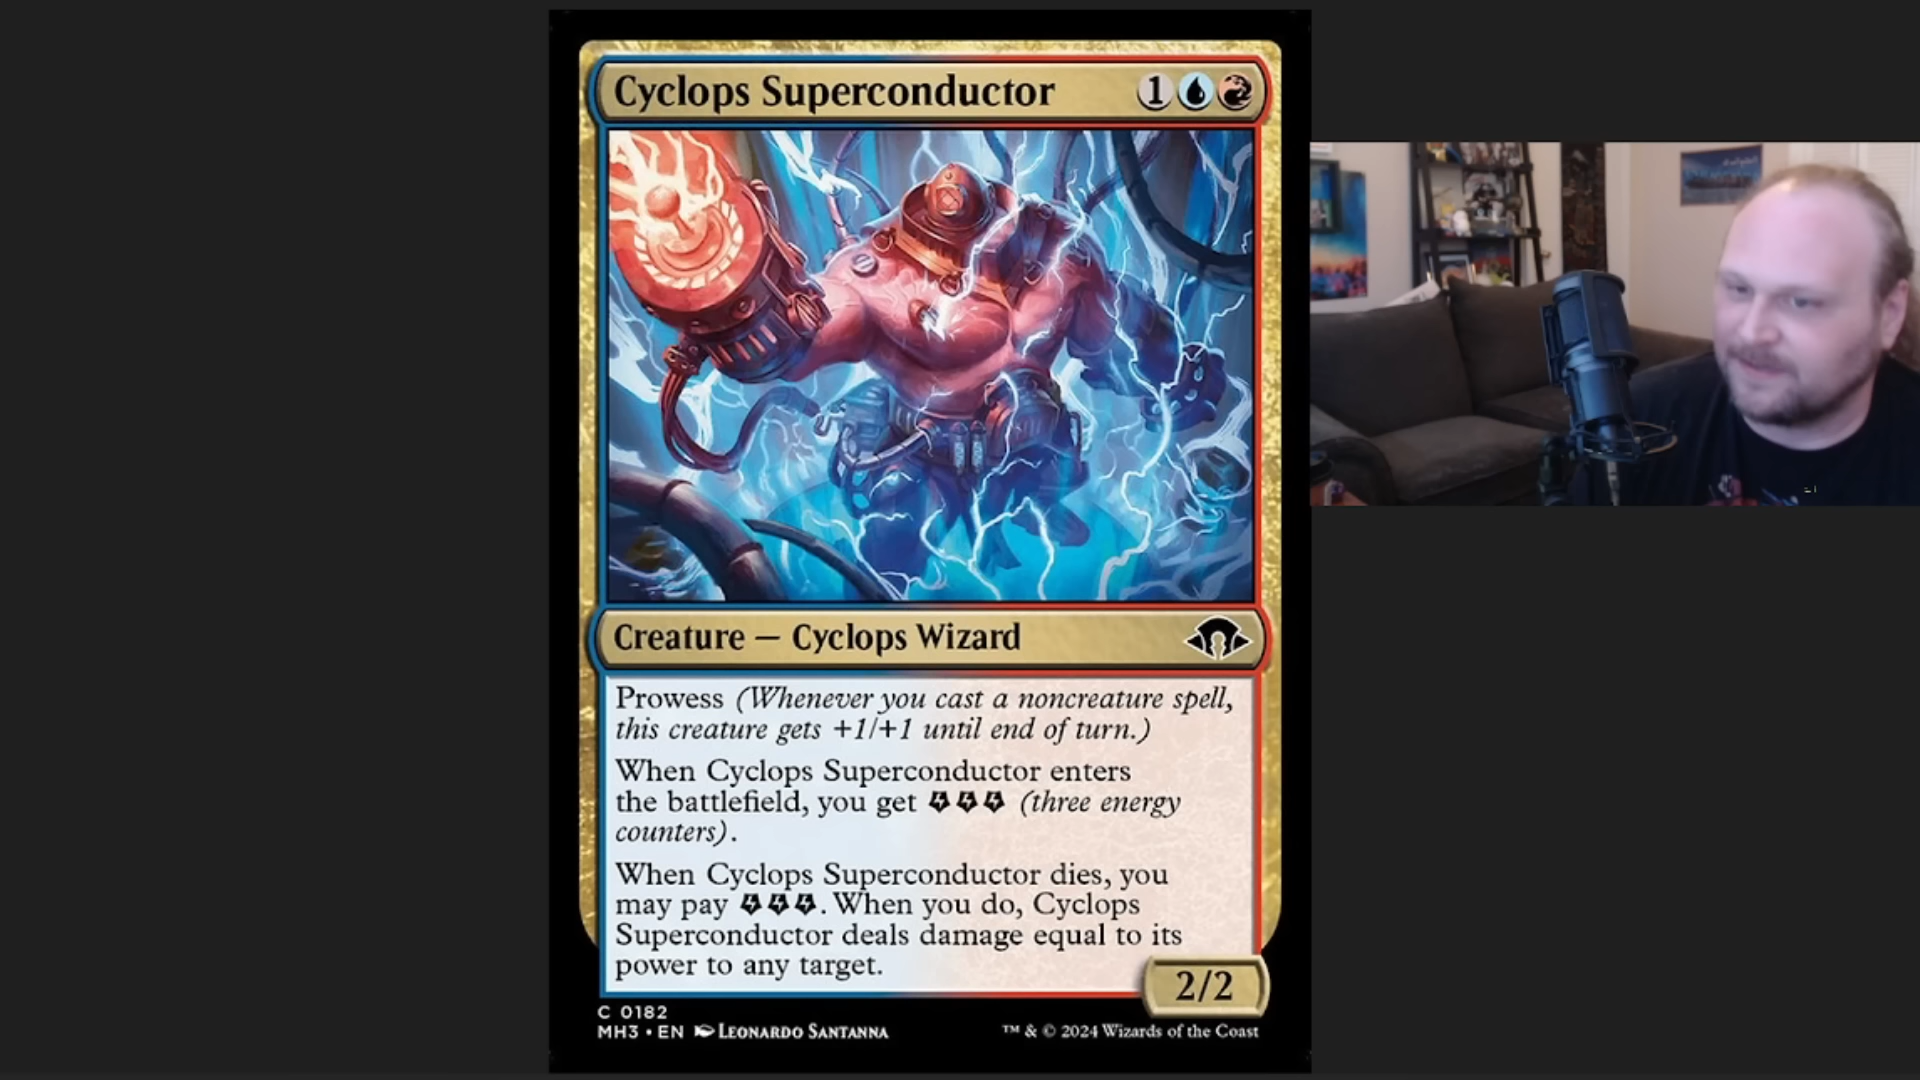 Cyclops Superconductor 1
Creature — Cyclops Wizard
Prowess (Whenever you cast a noncreature spell,
this creature gets +1/+1 until end of turn.)
When Cyclops Superconductor enters
the battlefield, you get (three energy
counters).
When Cyclops Superconductor dies, you
may pay . When you do, Cyclops
Superconductor deals damage equal to its
power to any target.
2/2
C 0182
MH3 • EN LEONARDO SANTANNA
™ & © 2024 Wizards of the Coast